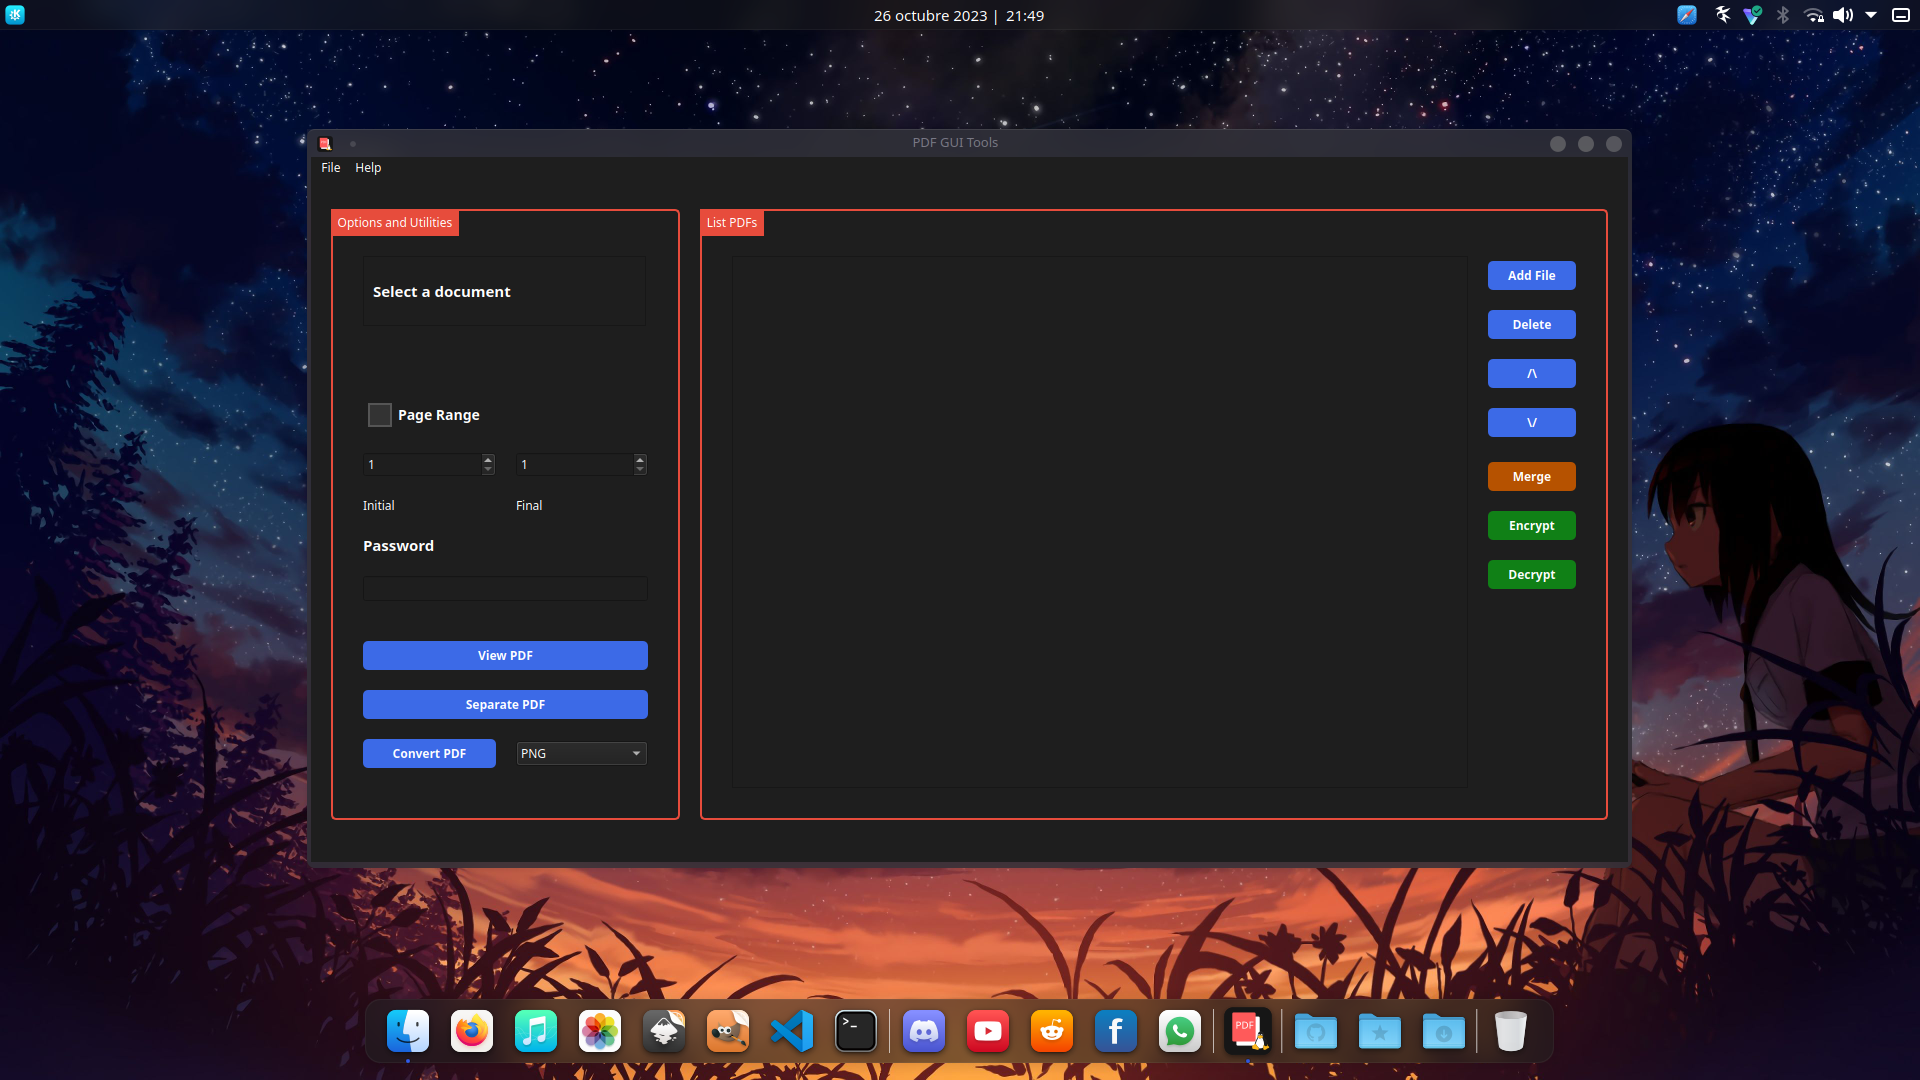 26 octubre 2023 | 21:49
PDF GUI Tools
File Help
Options and Utilities
Select a document
Page Range
1 1
Initial Final
Password
View PDF
Separate PDF
Convert PDF PNG
List PDFs
Add File
Delete
/\
\/
Merge
Encrypt
Decrypt
>_
f
PDF